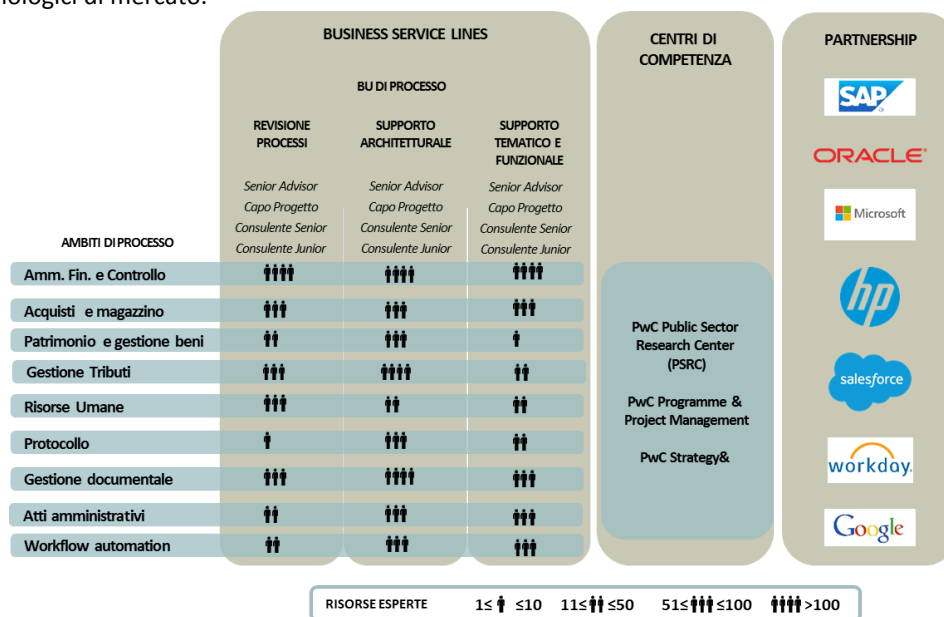 nologici di mercato.
BUSINESS SERVICE LINES
CENTRI DI
COMPETENZA
PARTNERSHIP
BU DI PROCESSO
REVISIONE
PROCESSI
SUPPORTO
ARCHITETTURALE
SUPPORTO
TEMATICO E
FUNZIONALE
Senior Advisor
Capo Progetto
Consulente Senior
Consulente Junior
Senior Advisor
Capo Progetto
Consulente Senior
Consulente Junior
Senior Advisor
Capo Progetto
Consulente Senior
Consulente Junior
AMBITI DI PROCESSO
Amm. Fin. e Controllo
Acquisti e magazzino
Patrimonio e gestione beni
Gestione Tributi
Risorse Umane
Protocollo
Gestione documentale
Atti amministrativi
Workflow automation
PwC Public Sector
Research Center
(PSRC)
PwC Programme &
Project Management
PwC Strategy&
SAP
ORACLE
Microsoft
hp
salesforce
workday.
Google
RISORSE ESPERTE 1≤ ≤10 11≤ ≤50 51≤ ≤100 >100